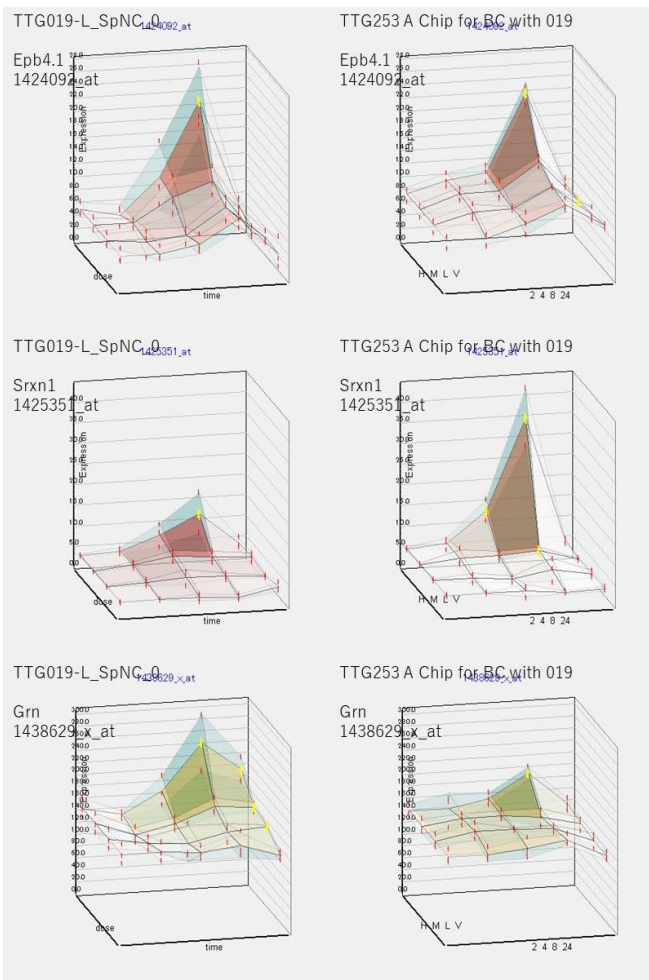 TTG019-L_SpNC_0
1424092_at
Epb4.1
1424092_at
Expression
dose
time
TTG253 A Chip for BC with 019
1424092_at
Epb4.1
1424092_at
Expression
H M L V
2 4 8 24
TTG019-L_SpNC_0
1425351_at
Srxn1
1425351_at
Expression
dose
time
TTG253 A Chip for BC with 019
1425351_at
Srxn1
1425351_at
Expression
H M L V
2 4 8 24
TTG019-L_SpNC_0
1438629_x_at
Grn
1438629_x_at
Expression
dose
time
TTG253 A Chip for BC with 019
1438629_x_at
Grn
1438629_x_at
Expression
H M L V
2 4 8 24